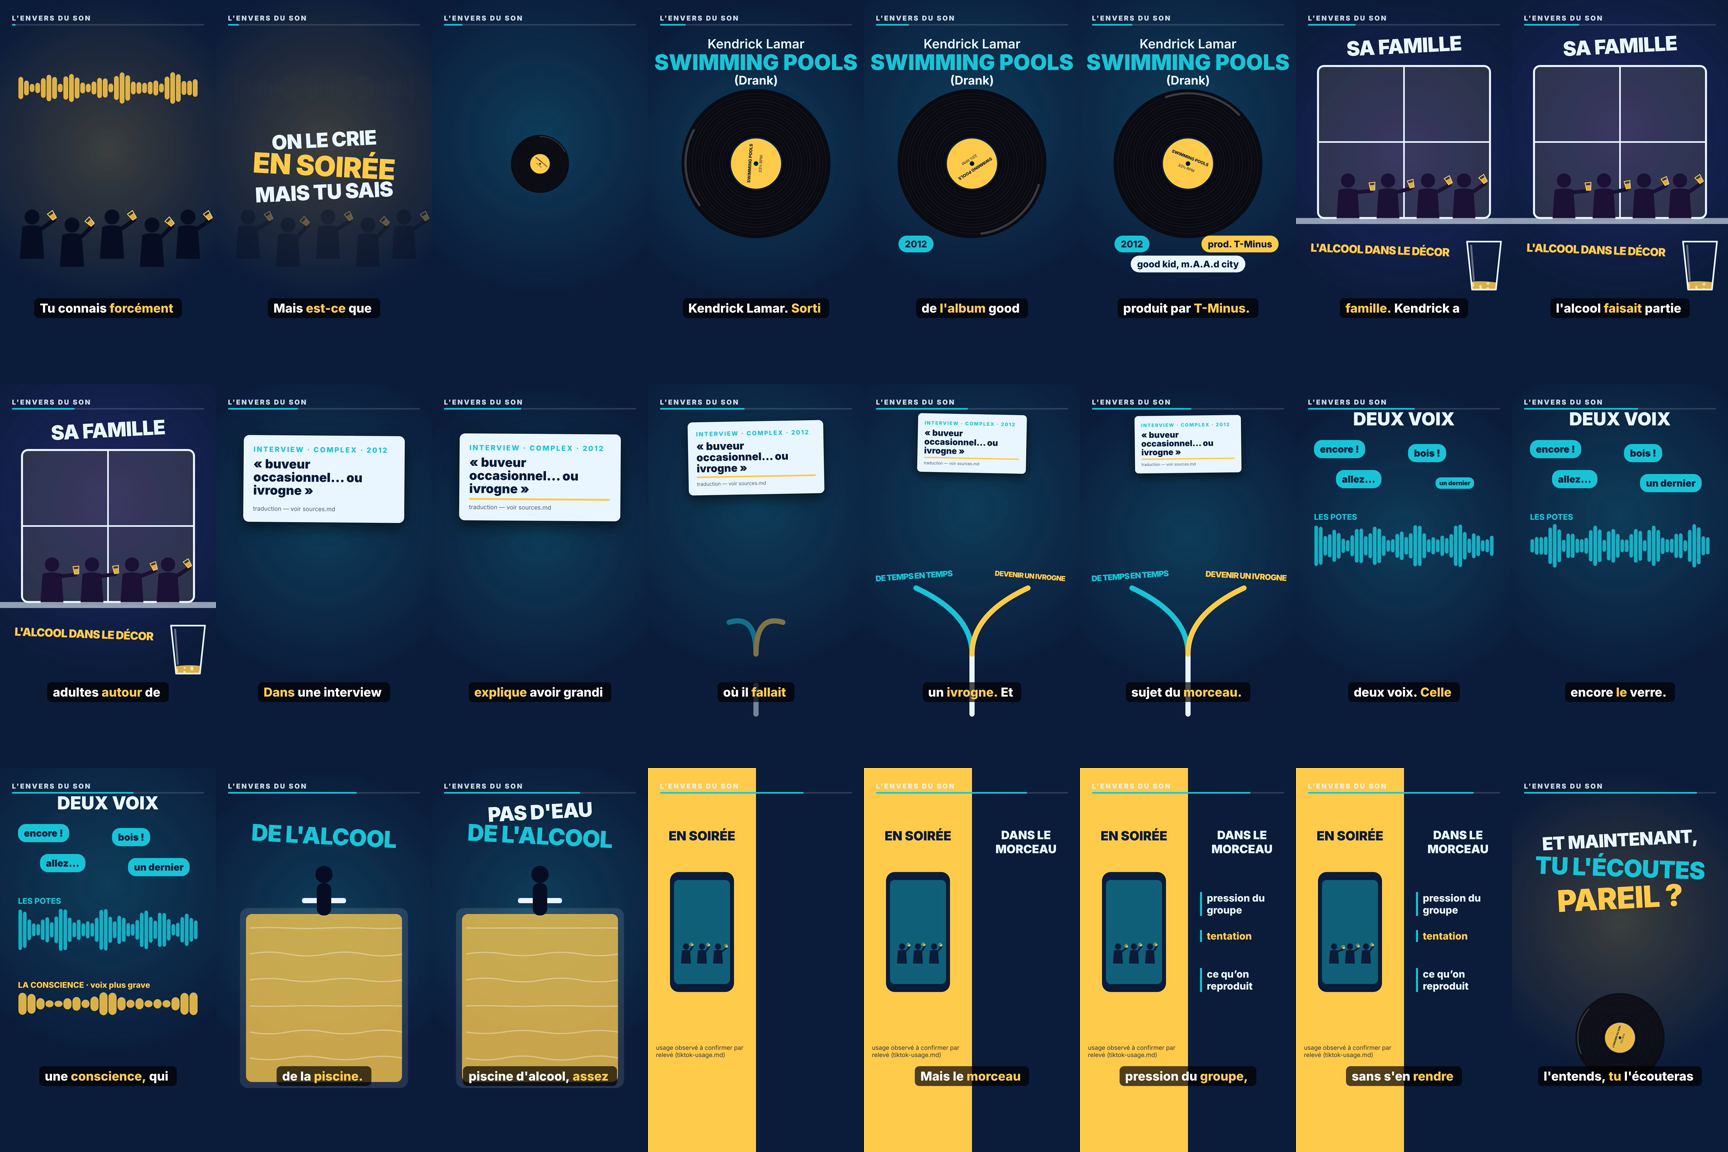 L'ENVERS DU SON
Tu connais forcément
L'ENVERS DU SON
ON LE CRIE
EN SOIRÉE
MAIS TU SAIS
Mais est-ce que
L'ENVERS DU SON
L'ENVERS DU SON
Kendrick Lamar
SWIMMING POOLS
(Drank)
SWIMMING POOLS
Kendrick Lamar. Sorti
L'ENVERS DU SON
Kendrick Lamar
SWIMMING POOLS
(Drank)
SWIMMING POOLS
2012
de l'album good
L'ENVERS DU SON
Kendrick Lamar
SWIMMING POOLS
(Drank)
SWIMMING POOLS
2012
prod. T-Minus
good kid, m.A.A.d city
produit par T-Minus.
L'ENVERS DU SON
SA FAMILLE
L'ALCOOL DANS LE DÉCOR
famille. Kendrick a
L'ENVERS DU SON
SA FAMILLE
L'ALCOOL DANS LE DÉCOR
l'alcool faisait partie
L'ENVERS DU SON
SA FAMILLE
L'ALCOOL DANS LE DÉCOR
adultes autour de
L'ENVERS DU SON
INTERVIEW · COMPLEX · 2012
« buveur
occasionnel... ou
ivrogne »
traduction — voir sources.md
Dans une interview
L'ENVERS DU SON
INTERVIEW · COMPLEX · 2012
« buveur
occasionnel... ou
ivrogne »
traduction — voir sources.md
explique avoir grandi
L'ENVERS DU SON
INTERVIEW · COMPLEX · 2012
« buveur
occasionnel... ou
ivrogne »
traduction — voir sources.md
où il fallait
L'ENVERS DU SON
INTERVIEW · COMPLEX · 2012
« buveur
occasionnel... ou
ivrogne »
traduction — voir sources.md
DE TEMPS EN TEMPS
DEVENIR UN IVROGNE
un ivrogne. Et
L'ENVERS DU SON
INTERVIEW · COMPLEX · 2012
« buveur
occasionnel... ou
ivrogne »
traduction — voir sources.md
DE TEMPS EN TEMPS
DEVENIR UN IVROGNE
sujet du morceau.
L'ENVERS DU SON
DEUX VOIX
encore !
bois !
allez...
un dernier
LES POTES
deux voix. Celle
L'ENVERS DU SON
DEUX VOIX
encore !
bois !
allez...
un dernier
LES POTES
encore le verre.
L'ENVERS DU SON
DEUX VOIX
encore !
bois !
allez...
un dernier
LES POTES
LA CONSCIENCE · voix plus grave
une conscience, qui
L'ENVERS DU SON
DE L'ALCOOL
de la piscine.
L'ENVERS DU SON
PAS D'EAU
DE L'ALCOOL
piscine d'alcool, assez
L'ENVERS DU SON
EN SOIRÉE
usage observé à confirmer par
relevé (tiktok-usage.md)
L'ENVERS DU SON
EN SOIRÉE
DANS LE
MORCEAU
usage observé à confirmer par
relevé (tiktok-usage.md)
Mais le morceau
L'ENVERS DU SON
EN SOIRÉE
DANS LE
MORCEAU
pression du
groupe
tentation
ce qu'on
reproduit
usage observé à confirmer par
relevé (tiktok-usage.md)
pression du groupe,
L'ENVERS DU SON
EN SOIRÉE
DANS LE
MORCEAU
pression du
groupe
tentation
ce qu'on
reproduit
usage observé à confirmer par
relevé (tiktok-usage.md)
sans s'en rendre
L'ENVERS DU SON
ET MAINTENANT,
TU L'ÉCOUTES
PAREIL ?
l'entends, tu l'écouteras